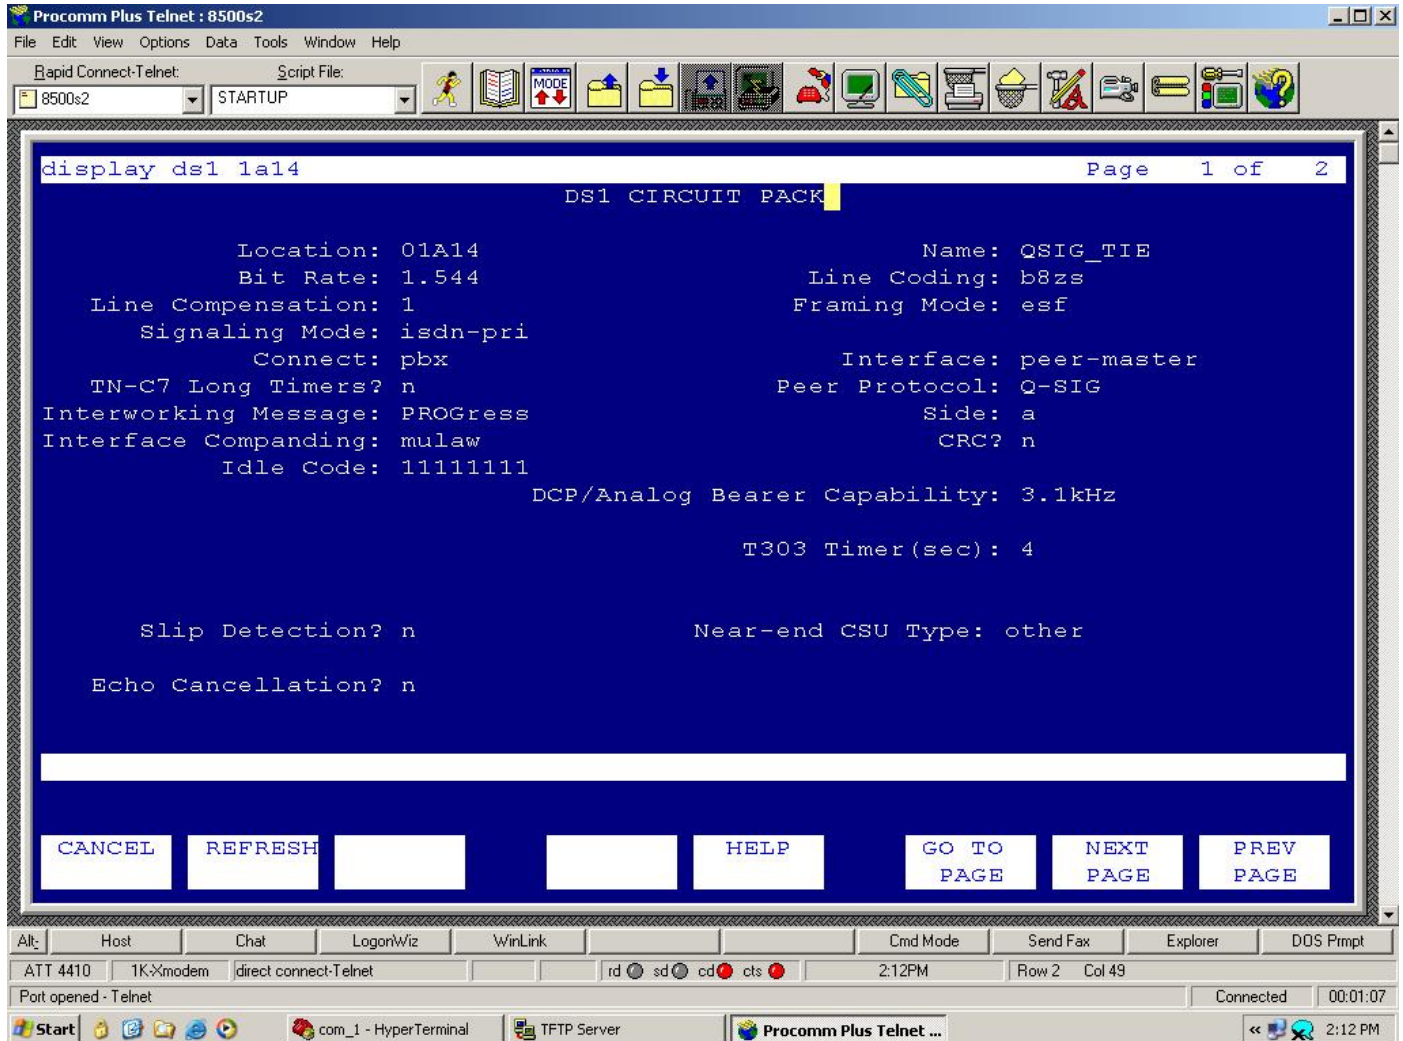 Procomm Plus Telnet : 8500s2
File Edit View Options Data Tools Window Help
Rapid Connect-Telnet: Script File:
8500s2 STARTUP
MODE
display ds1 1a14 Page 1 of 2
DS1 CIRCUIT PACK
Location: 01A14 Name: QSIG_TIE
Bit Rate: 1.544 Line Coding: b8zs
Line Compensation: 1 Framing Mode: esf
Signaling Mode: isdn-pri
Connect: pbx Interface: peer-master
TN-C7 Long Timers? n Peer Protocol: Q-SIG
Interworking Message: PROGress Side: a
Interface Companding: mulaw CRC? n
Idle Code: 11111111
DCP/Analog Bearer Capability: 3.1kHz
T303 Timer(sec): 4
Slip Detection? n Near-end CSU Type: other
Echo Cancellation? n
CANCEL REFRESH HELP GO TO PAGE NEXT PAGE PREV PAGE
Alt- Host Chat LogonWiz WinLink Cmd Mode Send Fax Explorer DOS Prmpt
ATT 4410 1K-Xmodem direct connect-Telnet rd sd cd cts 2:12PM Row 2 Col 49
Port opened - Telnet Connected 00:01:07
Start com_1 - HyperTerminal TFTP Server Procomm Plus Telnet ... « 2:12 PM